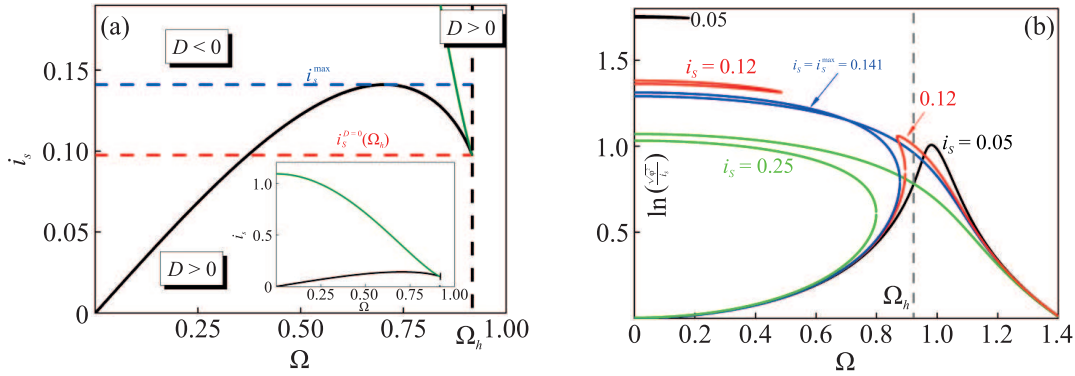 (a)
D < 0
D > 0
i_s^max
i_S^{D=0}(Ω_h)
D > 0
i_s
0.15
0.10
0.05
0
0.25
0.50
0.75
Ω_h
1.00
Ω
i_s
1.0
0.5
0
0.25
0.50
0.75
1.00
Ω
(b)
0.05
i_S = 0.12
i_S = i_S^max = 0.141
0.12
i_S = 0.05
i_S = 0.25
Ω_h
1.5
1.0
0.5
0
0.2
0.4
0.6
0.8
1.0
1.2
1.4
Ω